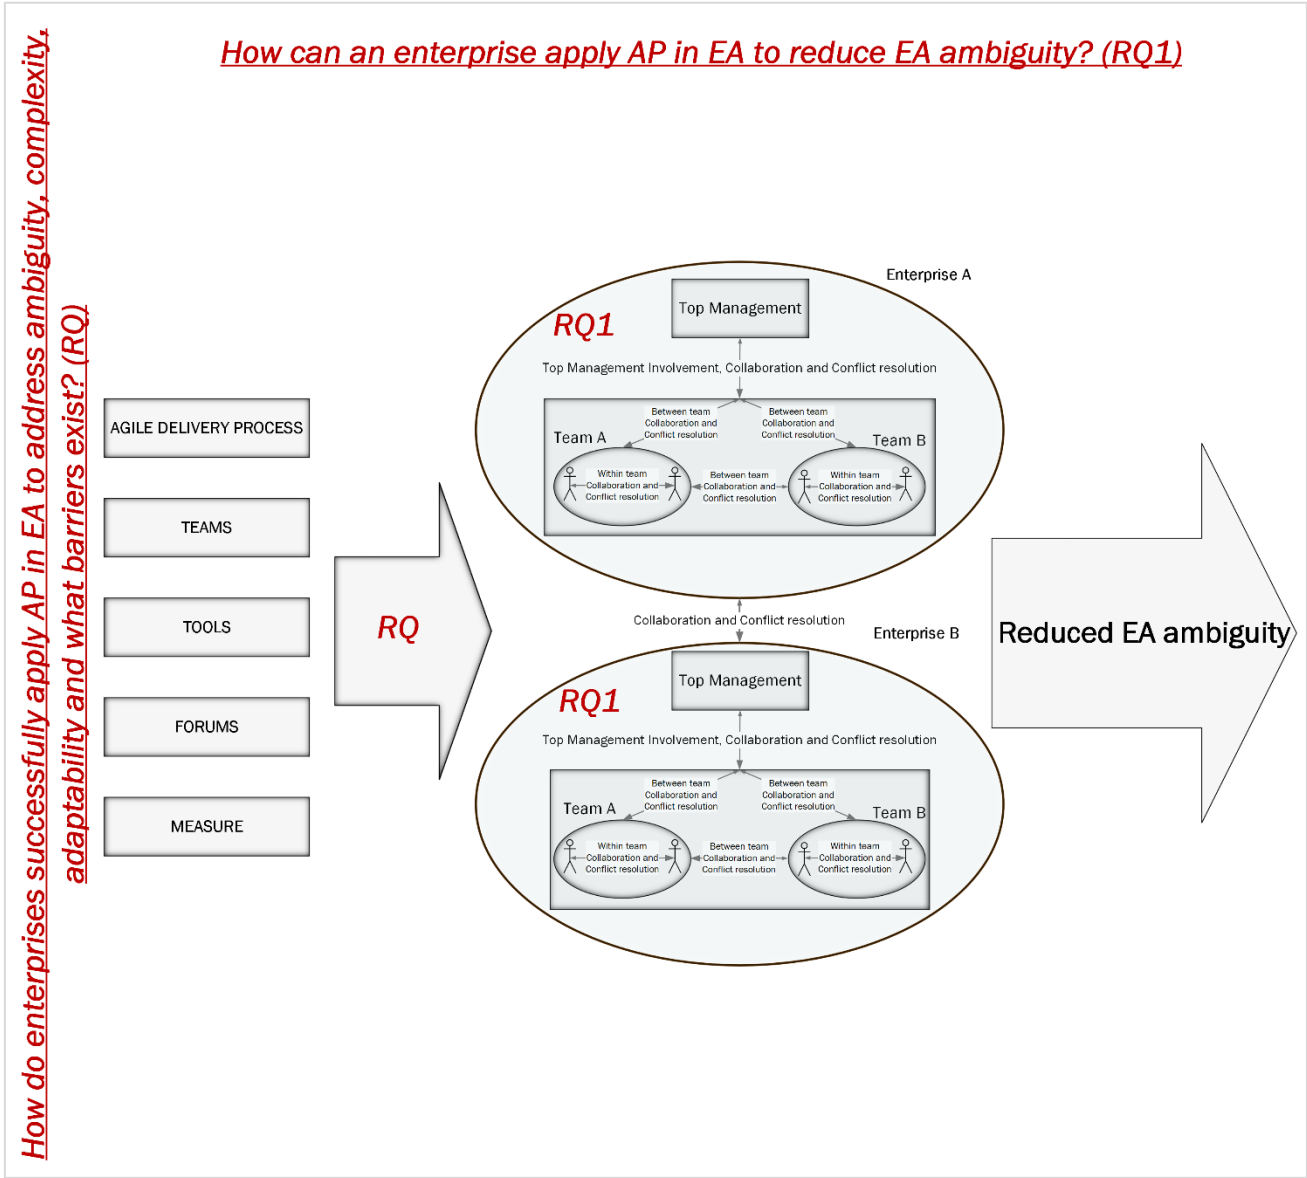 How can an enterprise apply AP in EA to reduce EA ambiguity? (RQ1)
How do enterprises successfully apply AP in EA to address ambiguity, complexity,
adaptability and what barriers exist? (RQ)
AGILE DELIVERY PROCESS
TEAMS
TOOLS
FORUMS
MEASURE
RQ
Enterprise A
RQ1
Top Management
Top Management Involvement, Collaboration and Conflict resolution
Between team
Collaboration and
Conflict resolution
Between team
Collaboration and
Conflict resolution
Team A
Team B
Within team
Collaboration and
Conflict resolution
Between team
Collaboration and
Conflict resolution
Within team
Collaboration and
Conflict resolution
Collaboration and Conflict resolution
Enterprise B
RQ1
Top Management
Top Management Involvement, Collaboration and Conflict resolution
Between team
Collaboration and
Conflict resolution
Between team
Collaboration and
Conflict resolution
Team A
Team B
Within team
Collaboration and
Conflict resolution
Between team
Collaboration and
Conflict resolution
Within team
Collaboration and
Conflict resolution
Reduced EA ambiguity